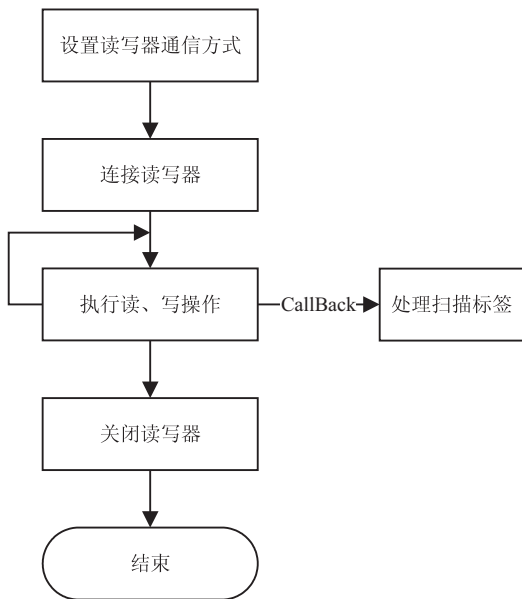 设置读写器通信方式
连接读写器
执行读、写操作
CallBack
处理扫描标签
关闭读写器
结束